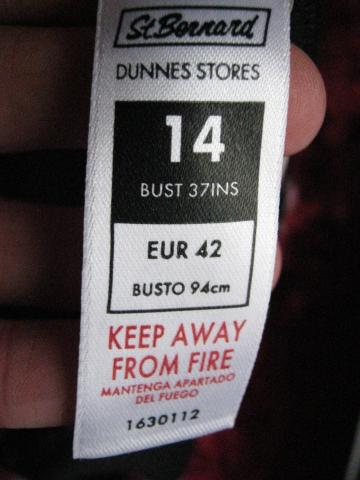 St.Bernard
DUNNES STORES
14
BUST 37INS
EUR 42
BUSTO 94cm
KEEP AWAY
FROM FIRE
MANTENGA APARTADO
DEL FUEGO
1630112